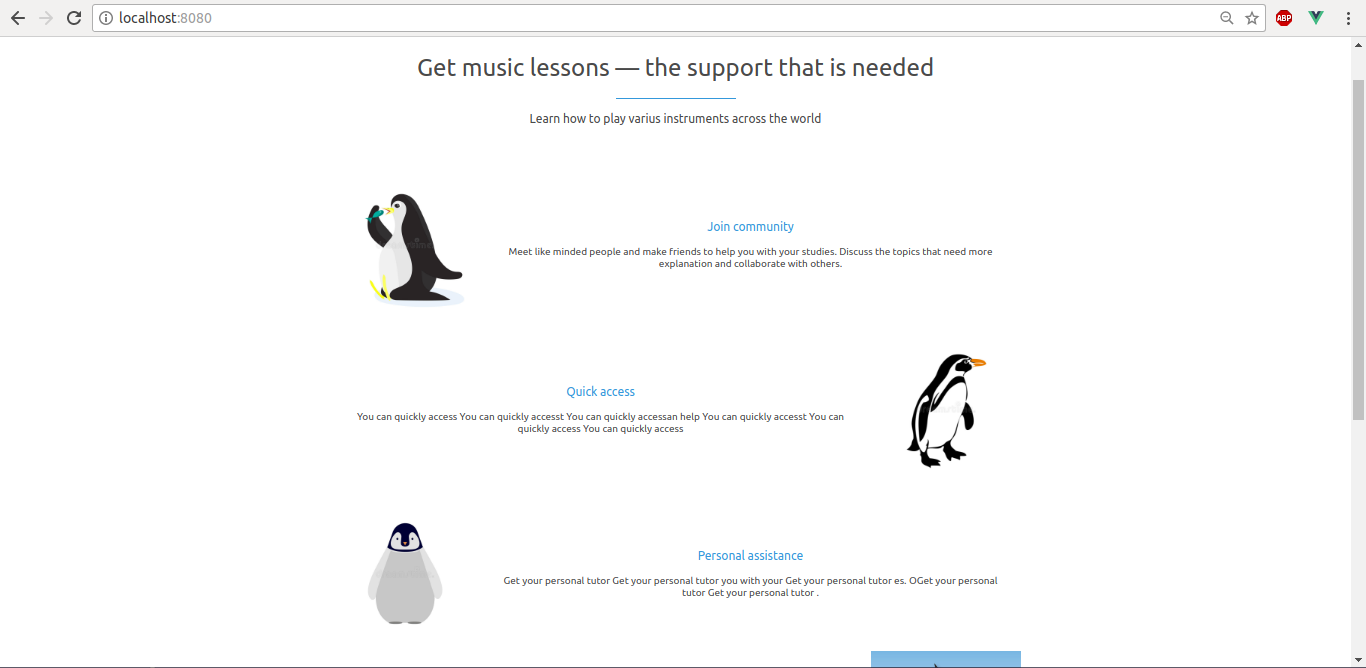 localhost:8080
ABP
Get music lessons — the support that is needed
Learn how to play varius instruments across the world
Join community
Meet like minded people and make friends to help you with your studies. Discuss the topics that need more
explanation and collaborate with others.
Quick access
You can quickly access You can quickly accesst You can quickly accessan help You can quickly accesst You can
quickly access You can quickly access
Personal assistance
Get your personal tutor Get your personal tutor you with your Get your personal tutor es. OGet your personal
tutor Get your personal tutor .